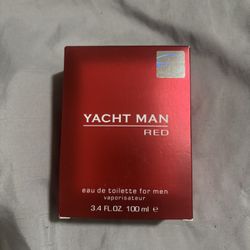 YACHT MAN
RED
eau de toilette for men
vaporisateur
3.4 FL.OZ. 100 ml e